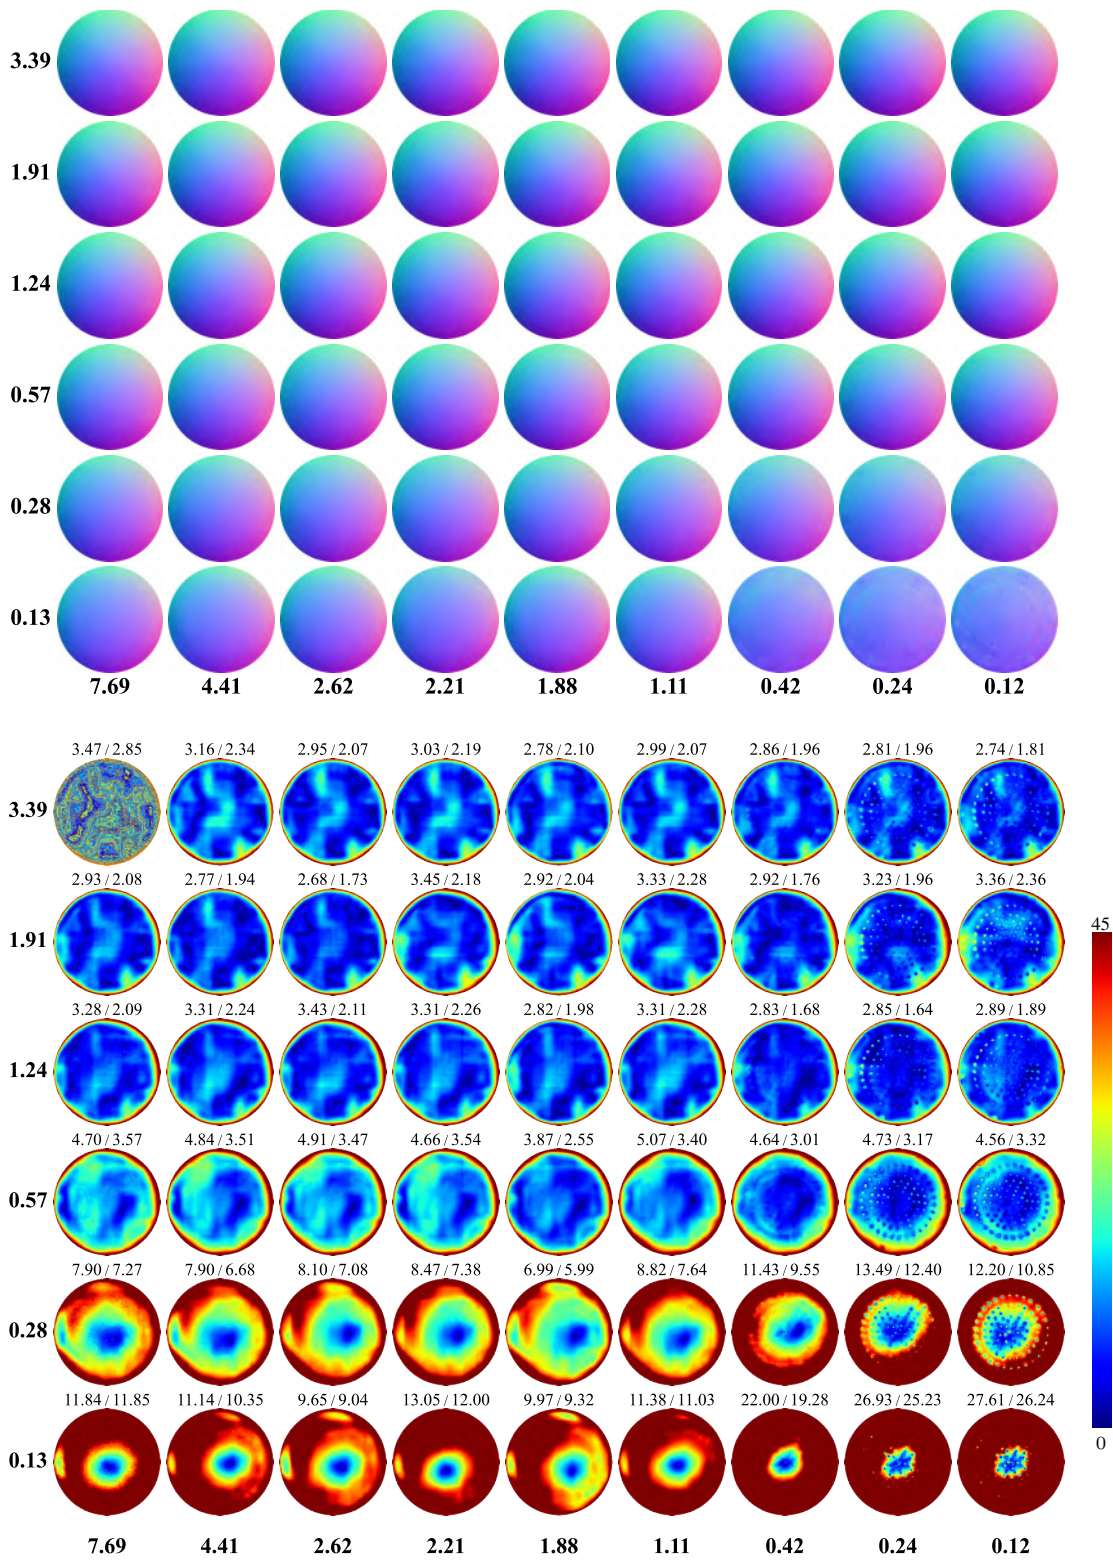 3.39
1.91
1.24
0.57
0.28
0.13
7.69 4.41 2.62 2.21 1.88 1.11 0.42 0.24 0.12
3.47 / 2.85 3.16 / 2.34 2.95 / 2.07 3.03 / 2.19 2.78 / 2.10 2.99 / 2.07 2.86 / 1.96 2.81 / 1.96 2.74 / 1.81
3.39
2.93 / 2.08 2.77 / 1.94 2.68 / 1.73 3.45 / 2.18 2.92 / 2.04 3.33 / 2.28 2.92 / 1.76 3.23 / 1.96 3.36 / 2.36
45
1.91
3.28 / 2.09 3.31 / 2.24 3.43 / 2.11 3.31 / 2.26 2.82 / 1.98 3.31 / 2.28 2.83 / 1.68 2.85 / 1.64 2.89 / 1.89
1.24
4.70 / 3.57 4.84 / 3.51 4.91 / 3.47 4.66 / 3.54 3.87 / 2.55 5.07 / 3.40 4.64 / 3.01 4.73 / 3.17 4.56 / 3.32
0.57
7.90 / 7.27 7.90 / 6.68 8.10 / 7.08 8.47 / 7.38 6.99 / 5.99 8.82 / 7.64 11.43 / 9.55 13.49 / 12.40 12.20 / 10.85
0.28
11.84 / 11.85 11.14 / 10.35 9.65 / 9.04 13.05 / 12.00 9.97 / 9.32 11.38 / 11.03 22.00 / 19.28 26.93 / 25.23 27.61 / 26.24
0
0.13
7.69 4.41 2.62 2.21 1.88 1.11 0.42 0.24 0.12